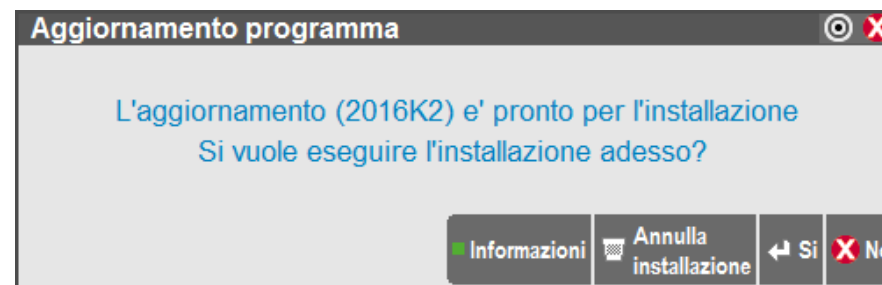 Aggiornamento programma
L'aggiornamento (2016K2) e' pronto per l'installazione
Si vuole eseguire l'installazione adesso?
Informazioni
Annulla
installazione
Si